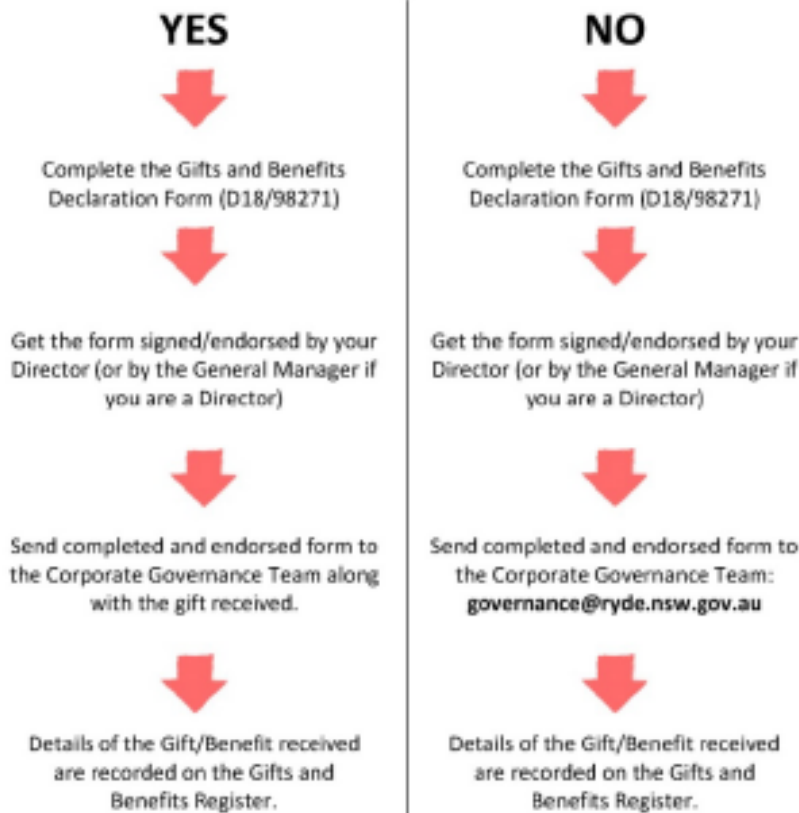 YES
Complete the Gifts and Benefits
Declaration Form (D18/98271)
Get the form signed/endorsed by your
Director (or by the General Manager if
you are a Director)
Send completed and endorsed form to
the Corporate Governance Team along
with the gift received.
Details of the Gift/Benefit received
are recorded on the Gifts and
Benefits Register.
NO
Complete the Gifts and Benefits
Declaration Form (D18/98271)
Get the form signed/endorsed by your
Director (or by the General Manager if
you are a Director)
Send completed and endorsed form to
the Corporate Governance Team:
governance@ryde.nsw.gov.au
Details of the Gift/Benefit received
are recorded on the Gifts and
Benefits Register.